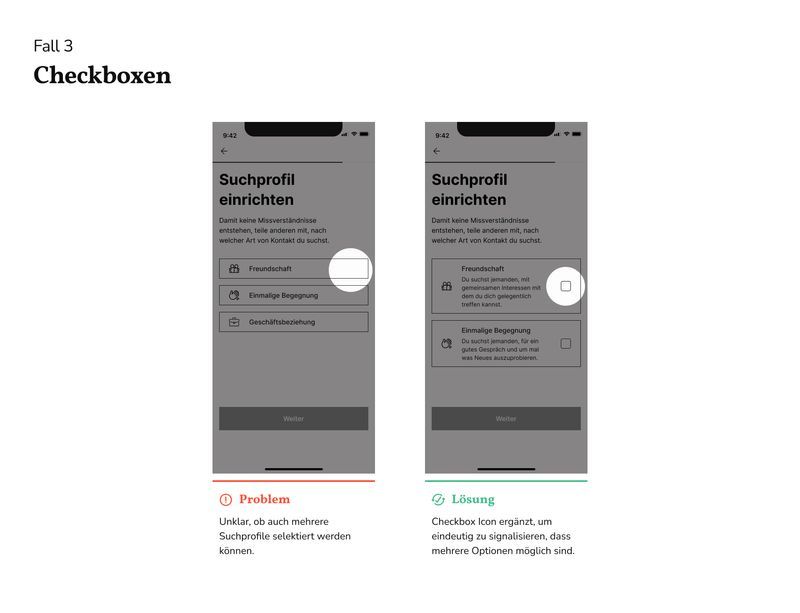 Fall 3
Checkboxen
9:42
Suchprofil
einrichten
Damit keine Missverständnisse
entstehen, teile anderen mit, nach
welcher Art von Kontakt du suchst.
Freundschaft
Einmalige Begegnung
Geschäftsbeziehung
Weiter
Problem
Unklar, ob auch mehrere
Suchprofile selektiert werden
können.
9:42
Suchprofil
einrichten
Damit keine Missverständnisse
entstehen, teile anderen mit, nach
welcher Art von Kontakt du suchst.
Freundschaft
Du suchst jemanden, mit
gemeinsamen Interessen mit
dem du dich gelegentlich
treffen kannst.
Einmalige Begegnung
Du suchst jemanden, für ein
gutes Gespräch und um mal
was Neues auszuprobieren.
Weiter
Lösung
Checkbox Icon ergänzt, um
eindeutig zu signalisieren, dass
mehrere Optionen möglich sind.